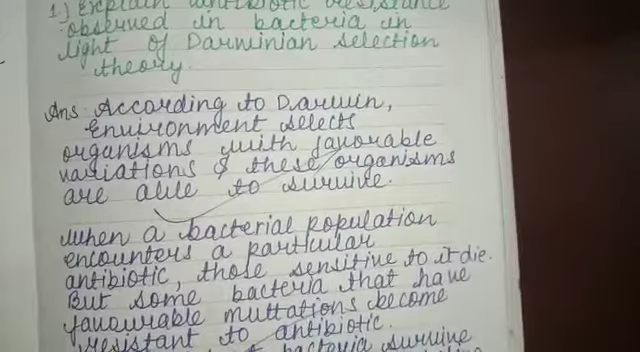 1) Explain antibiotic resistance
observed in bacteria in
light of Darwinian selection
theory.
Ans. According to Darwin,
Environment selects
organisms with favorable
variations & these organisms
are able to survive.
When a bacterial population
encounters a particular
antibiotic, those sensitive to it die.
But some bacteria that have
favourable muttations become
resistant to antibiotic.
bacteria survive